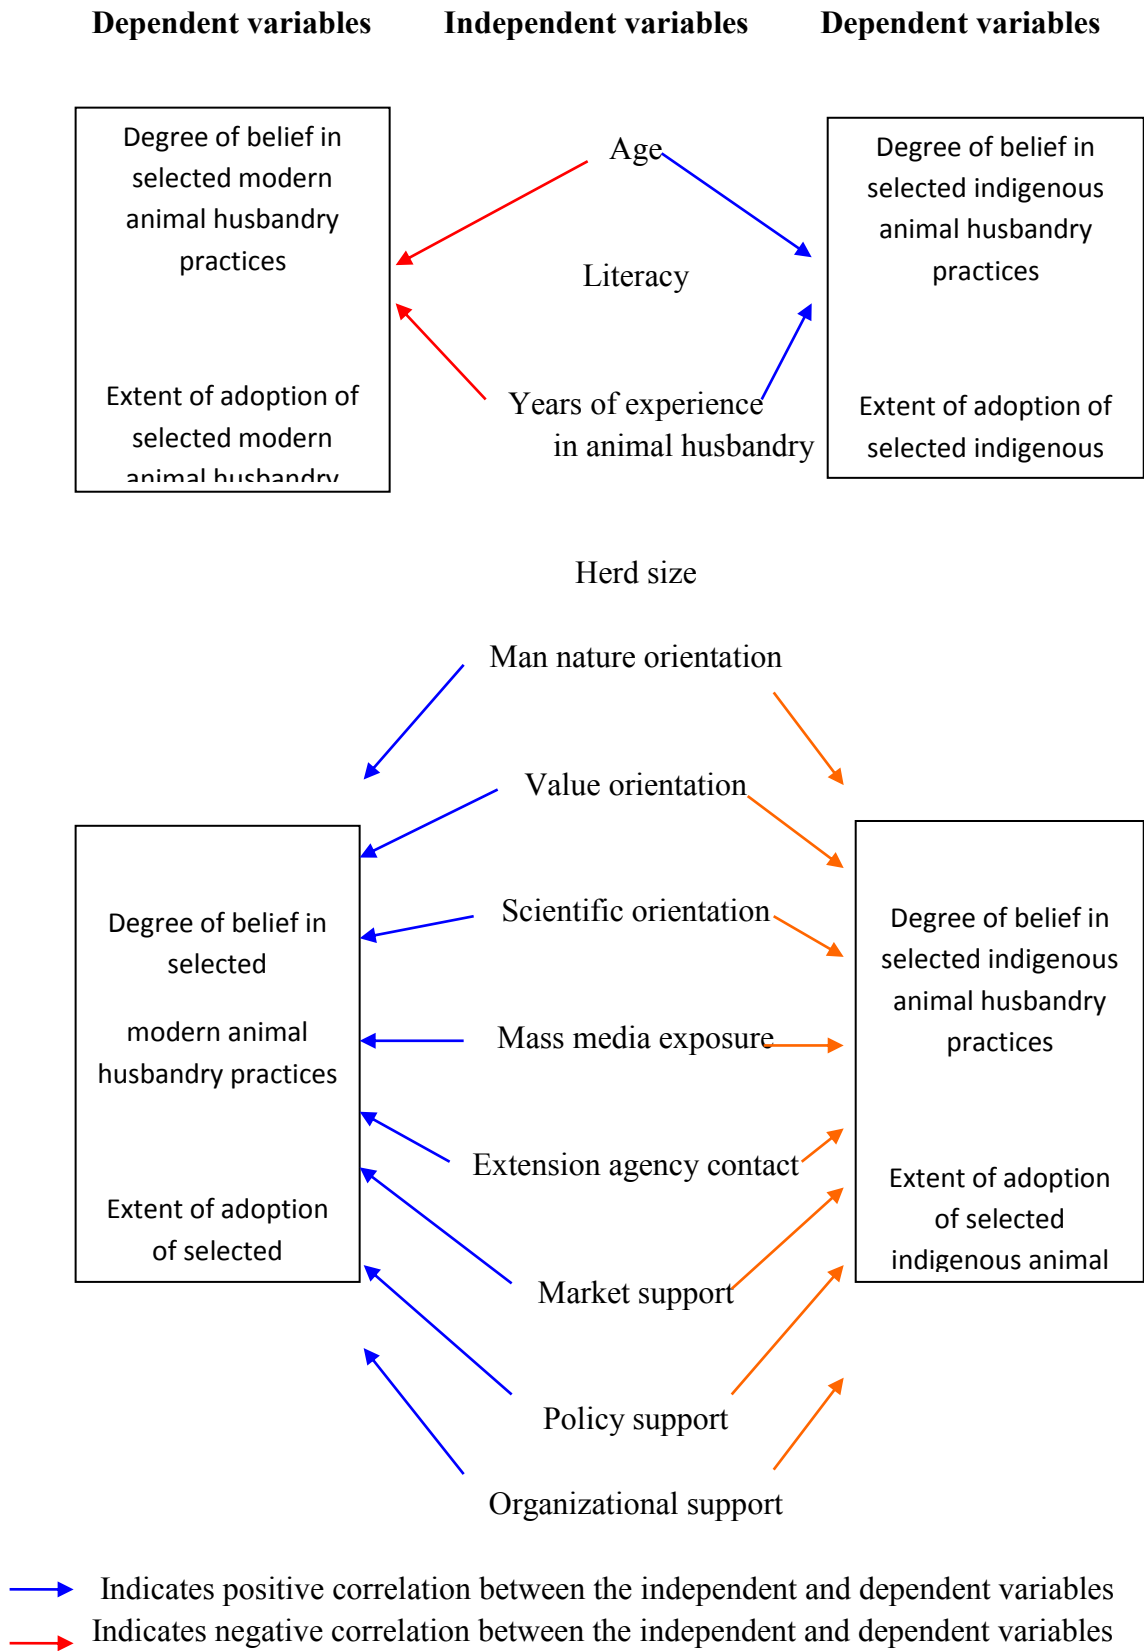 Dependent variables Independent variables Dependent variables
Degree of belief in
selected modern
animal husbandry
practices
Extent of adoption of
selected modern
animal husbandry
Age
Literacy
Years of experience
in animal husbandry
Degree of belief in
selected indigenous
animal husbandry
practices
Extent of adoption of
selected indigenous
Herd size
Man nature orientation
Value orientation
Scientific orientation
Mass media exposure
Extension agency contact
Market support
Policy support
Organizational support
Degree of belief in
selected
modern animal
husbandry practices
Extent of adoption
of selected
Degree of belief in
selected indigenous
animal husbandry
practices
Extent of adoption
of selected
indigenous animal
Indicates positive correlation between the independent and dependent variables
Indicates negative correlation between the independent and dependent variables